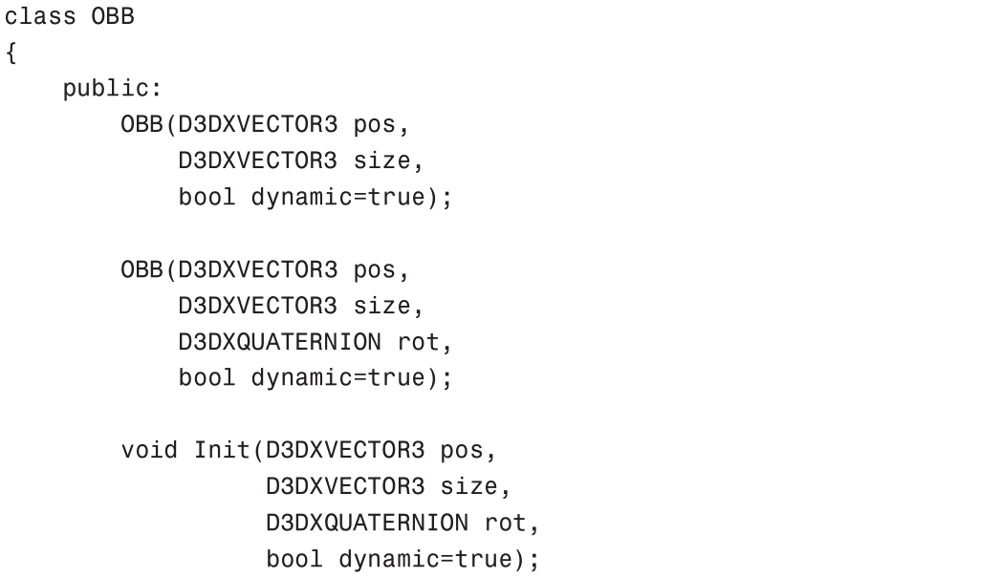 class OBB
{
    public:
        OBB(D3DXVECTOR3 pos,
            D3DXVECTOR3 size,
            bool dynamic=true);

        OBB(D3DXVECTOR3 pos,
            D3DXVECTOR3 size,
            D3DXQUATERNION rot,
            bool dynamic=true);

        void Init(D3DXVECTOR3 pos,
                  D3DXVECTOR3 size,
                  D3DXQUATERNION rot,
                  bool dynamic=true);